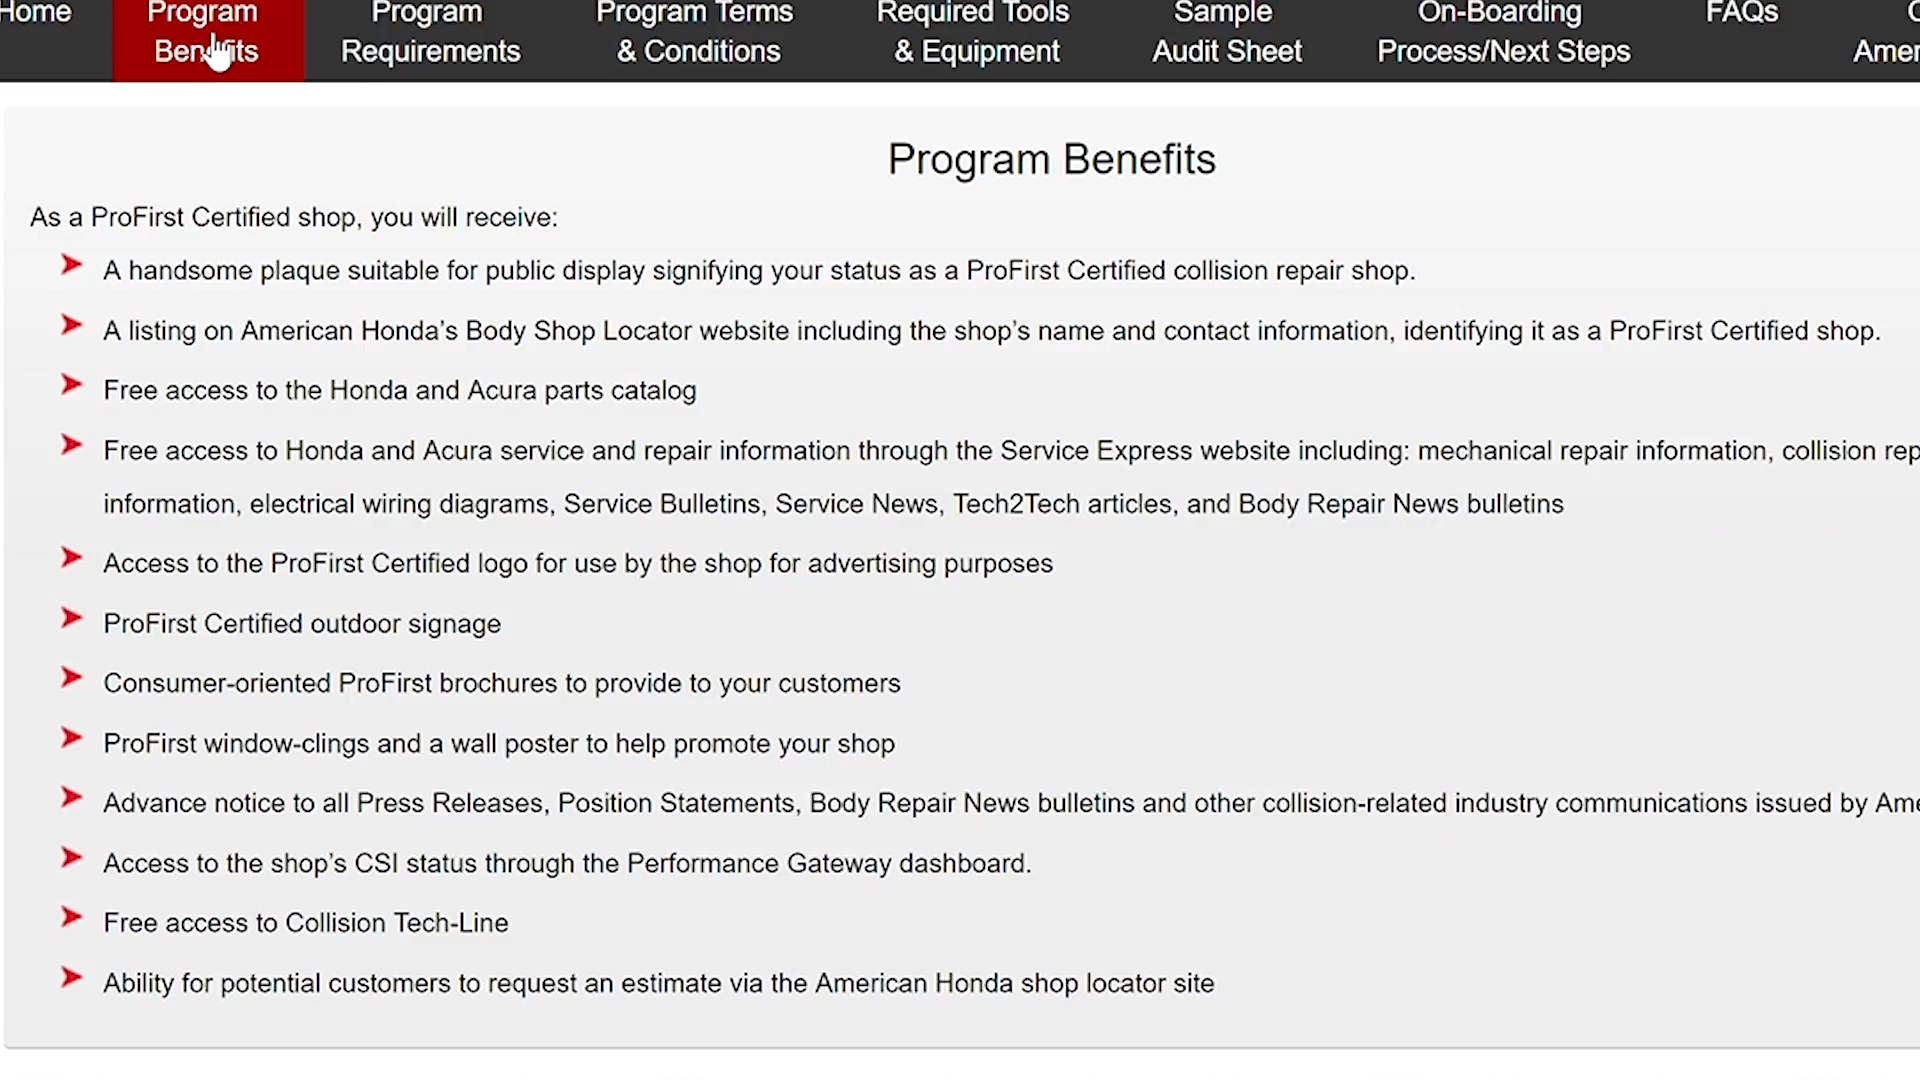 Home
Program
Benefits
Program
Requirements
Program Terms
& Conditions
Required Tools
& Equipment
Sample
Audit Sheet
On-Boarding
Process/Next Steps
FAQs
Program Benefits
As a ProFirst Certified shop, you will receive:
A handsome plaque suitable for public display signifying your status as a ProFirst Certified collision repair shop.
A listing on American Honda’s Body Shop Locator website including the shop’s name and contact information, identifying it as a ProFirst Certified shop.
Free access to the Honda and Acura parts catalog
Free access to Honda and Acura service and repair information through the Service Express website including: mechanical repair information, collision rep
information, electrical wiring diagrams, Service Bulletins, Service News, Tech2Tech articles, and Body Repair News bulletins
Access to the ProFirst Certified logo for use by the shop for advertising purposes
ProFirst Certified outdoor signage
Consumer-oriented ProFirst brochures to provide to your customers
ProFirst window-clings and a wall poster to help promote your shop
Advance notice to all Press Releases, Position Statements, Body Repair News bulletins and other collision-related industry communications issued by Ame
Access to the shop’s CSI status through the Performance Gateway dashboard.
Free access to Collision Tech-Line
Ability for potential customers to request an estimate via the American Honda shop locator site